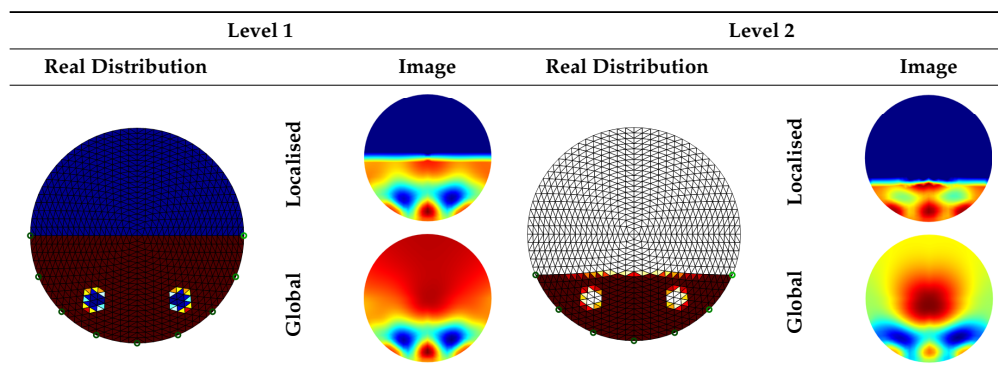 Level 1 Level 2
Real Distribution Image Real Distribution Image
Localised Localised
Global Global